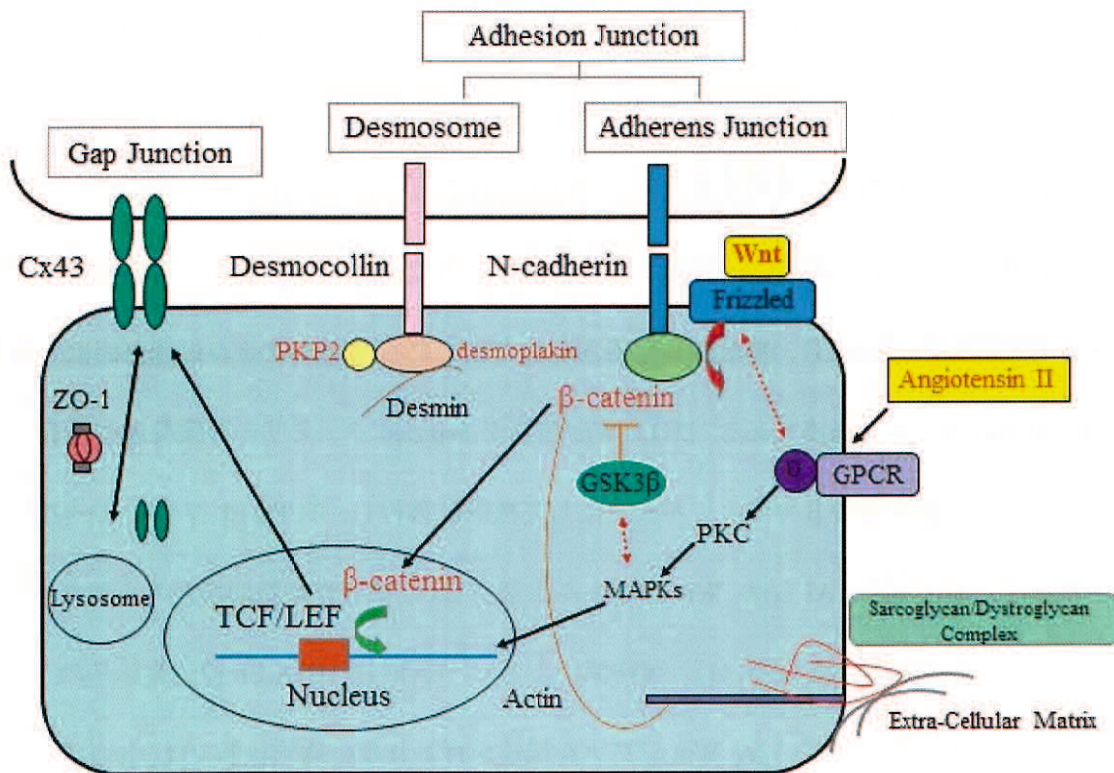 Adhesion Junction
Desmosome
Adherens Junction
Gap Junction
Cx43
Desmocollin
N-cadherin
Wnt
Frizzled
PKP2
desmoplakin
Desmin
ZO-1
β-catenin
Angiotensin II
GSK3β
G
GPCR
PKC
Lysosome
β-catenin
TCF/LEF
MAPKs
Nucleus
Actin
Sarcoglycan/Dystroglycan
Complex
Extra-Cellular Matrix